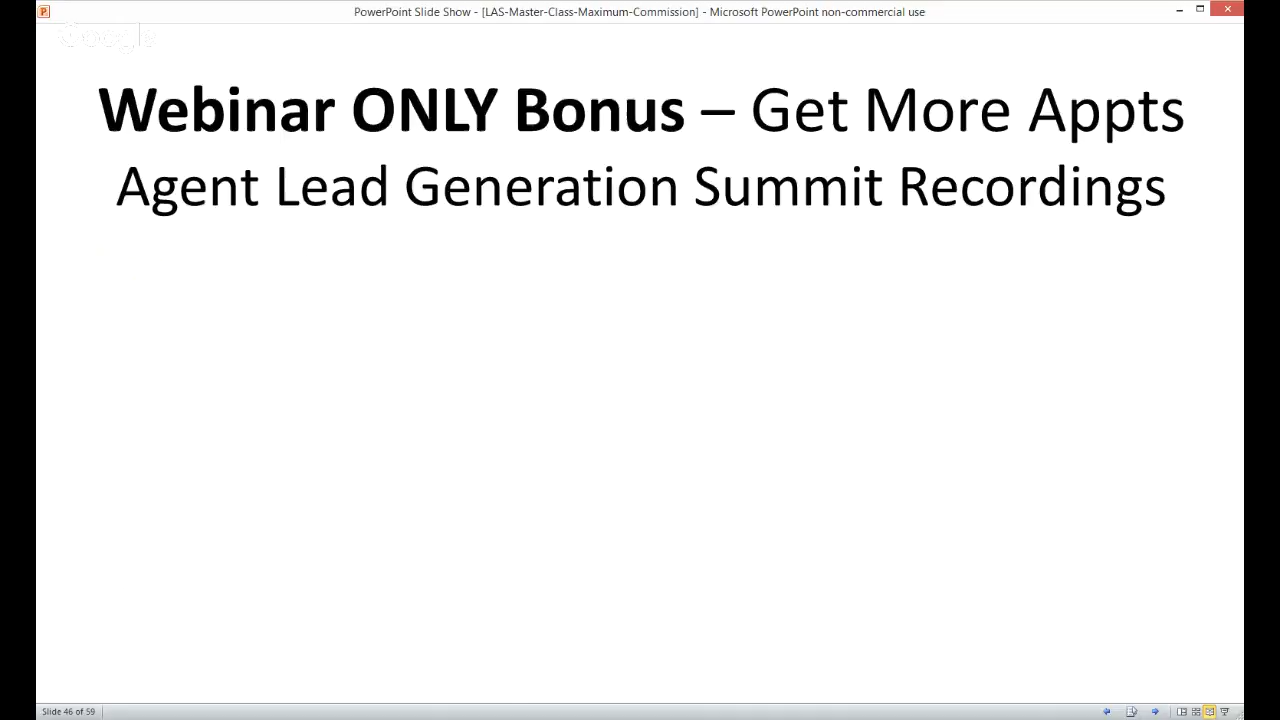 PowerPoint Slide Show - [LAS-Master-Class-Maximum-Commission] - Microsoft PowerPoint non-commercial use
Google
Webinar ONLY Bonus – Get More Appts
Agent Lead Generation Summit Recordings
Slide 46 of 59